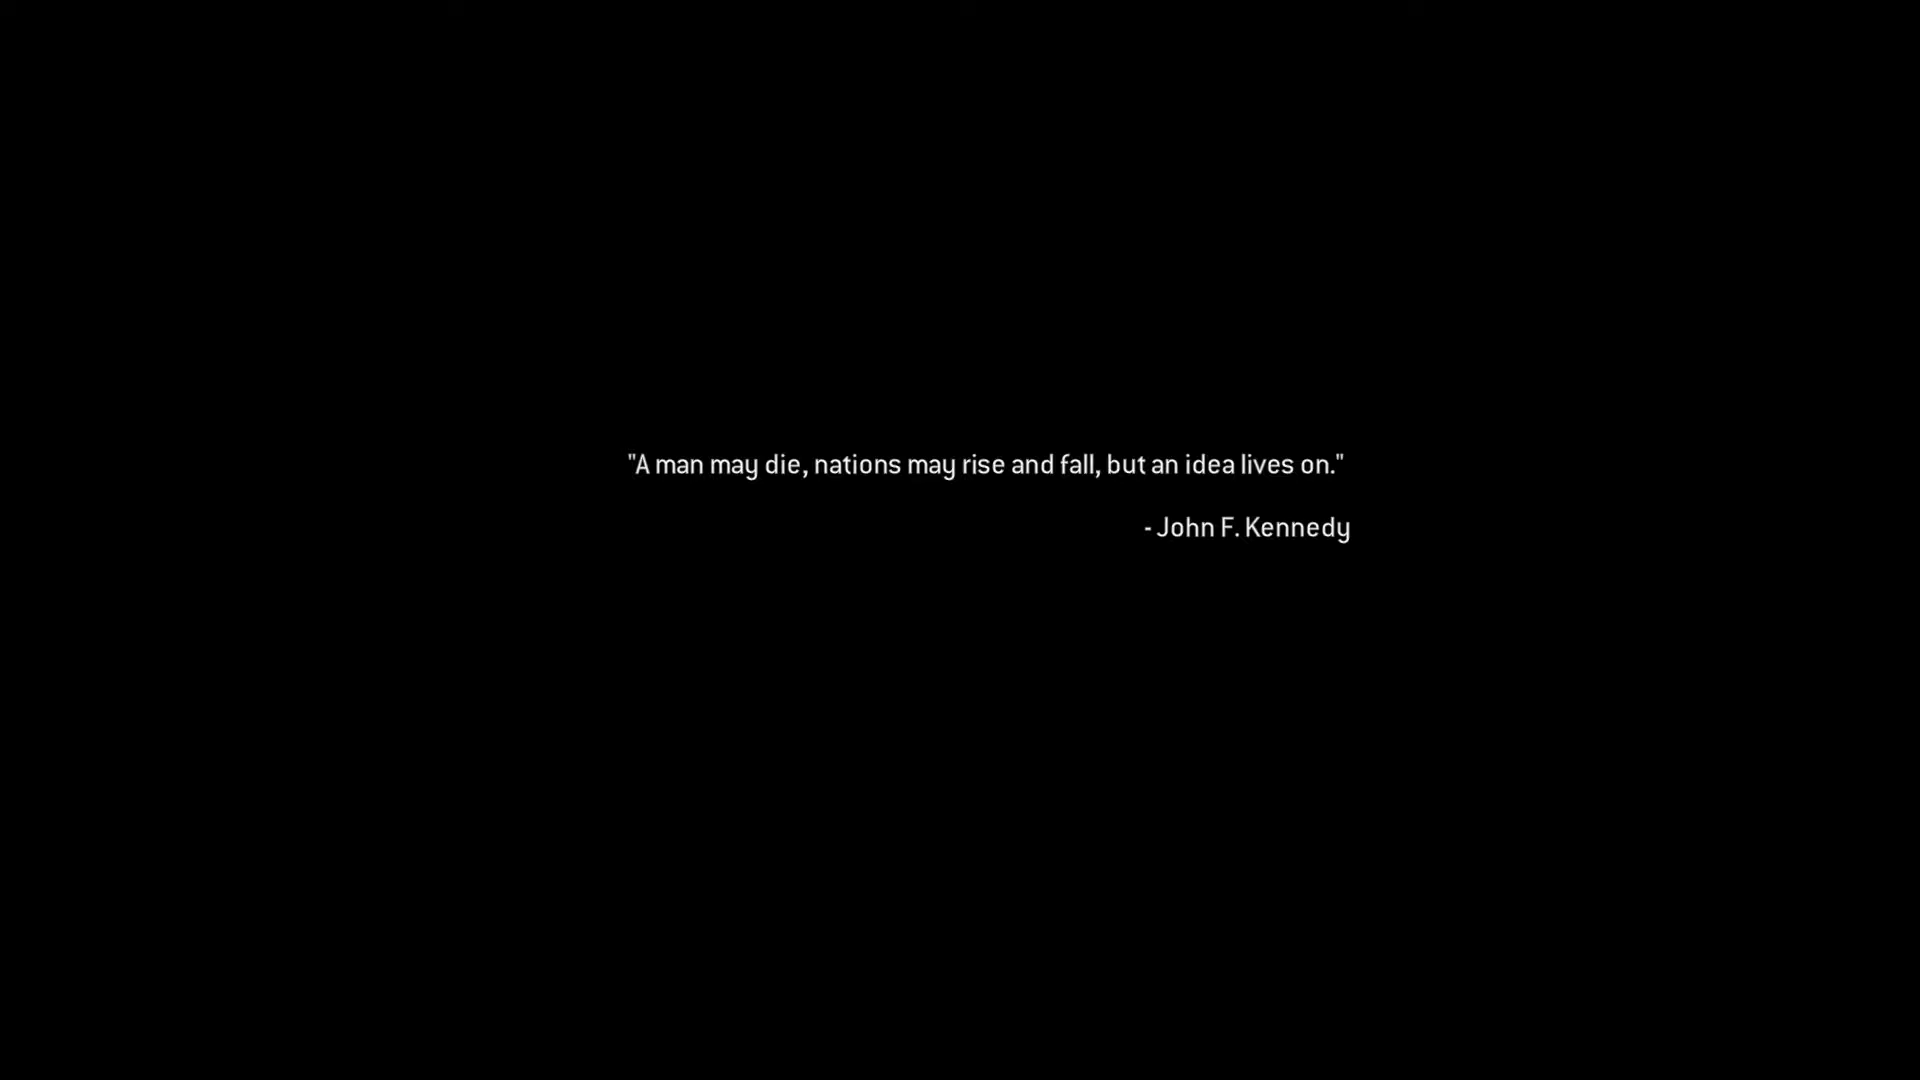 "A man may die, nations may rise and fall, but an idea lives on."
- John F. Kennedy